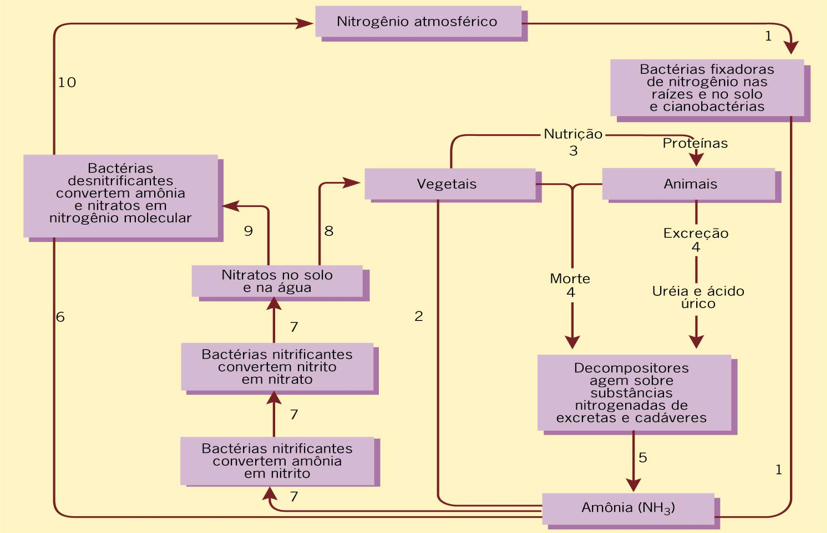 Nitrogênio atmosférico
1
10
Bactérias fixadoras
de nitrogênio nas
raízes e no solo
e cianobactérias
Nutrição
3
Proteínas
Bactérias
desnitrificantes
convertem amônia
e nitratos em
nitrogênio molecular
Vegetais
Animais
9
8
Excreção
4
Nitratos no solo
e na água
Morte
4
Uréia e ácido
úrico
6
7
2
Bactérias nitrificantes
convertem nitrito
em nitrato
Decompositores
agem sobre
substâncias
nitrogenadas de
excretas e cadáveres
7
Bactérias nitrificantes
convertem amônia
em nitrito
5
1
7
Amônia (NH₃)